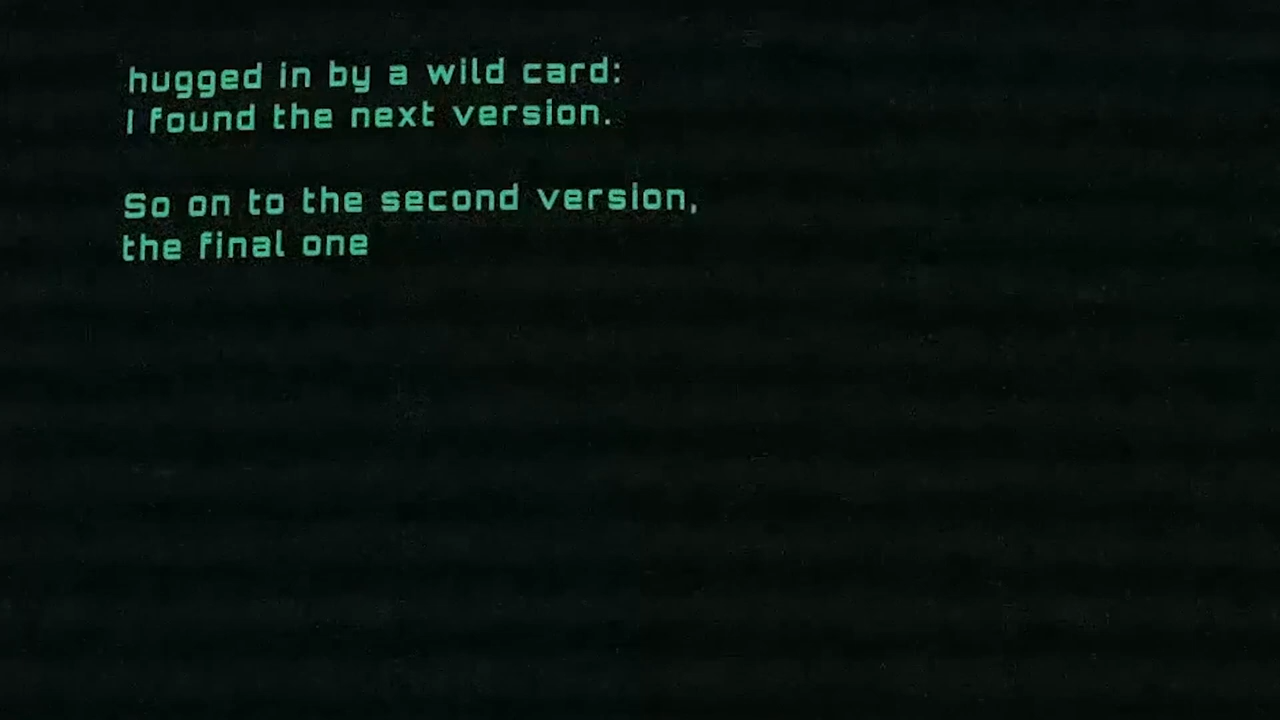 hugged in by a wild card:
I found the next version.
So on to the second version,
the final one